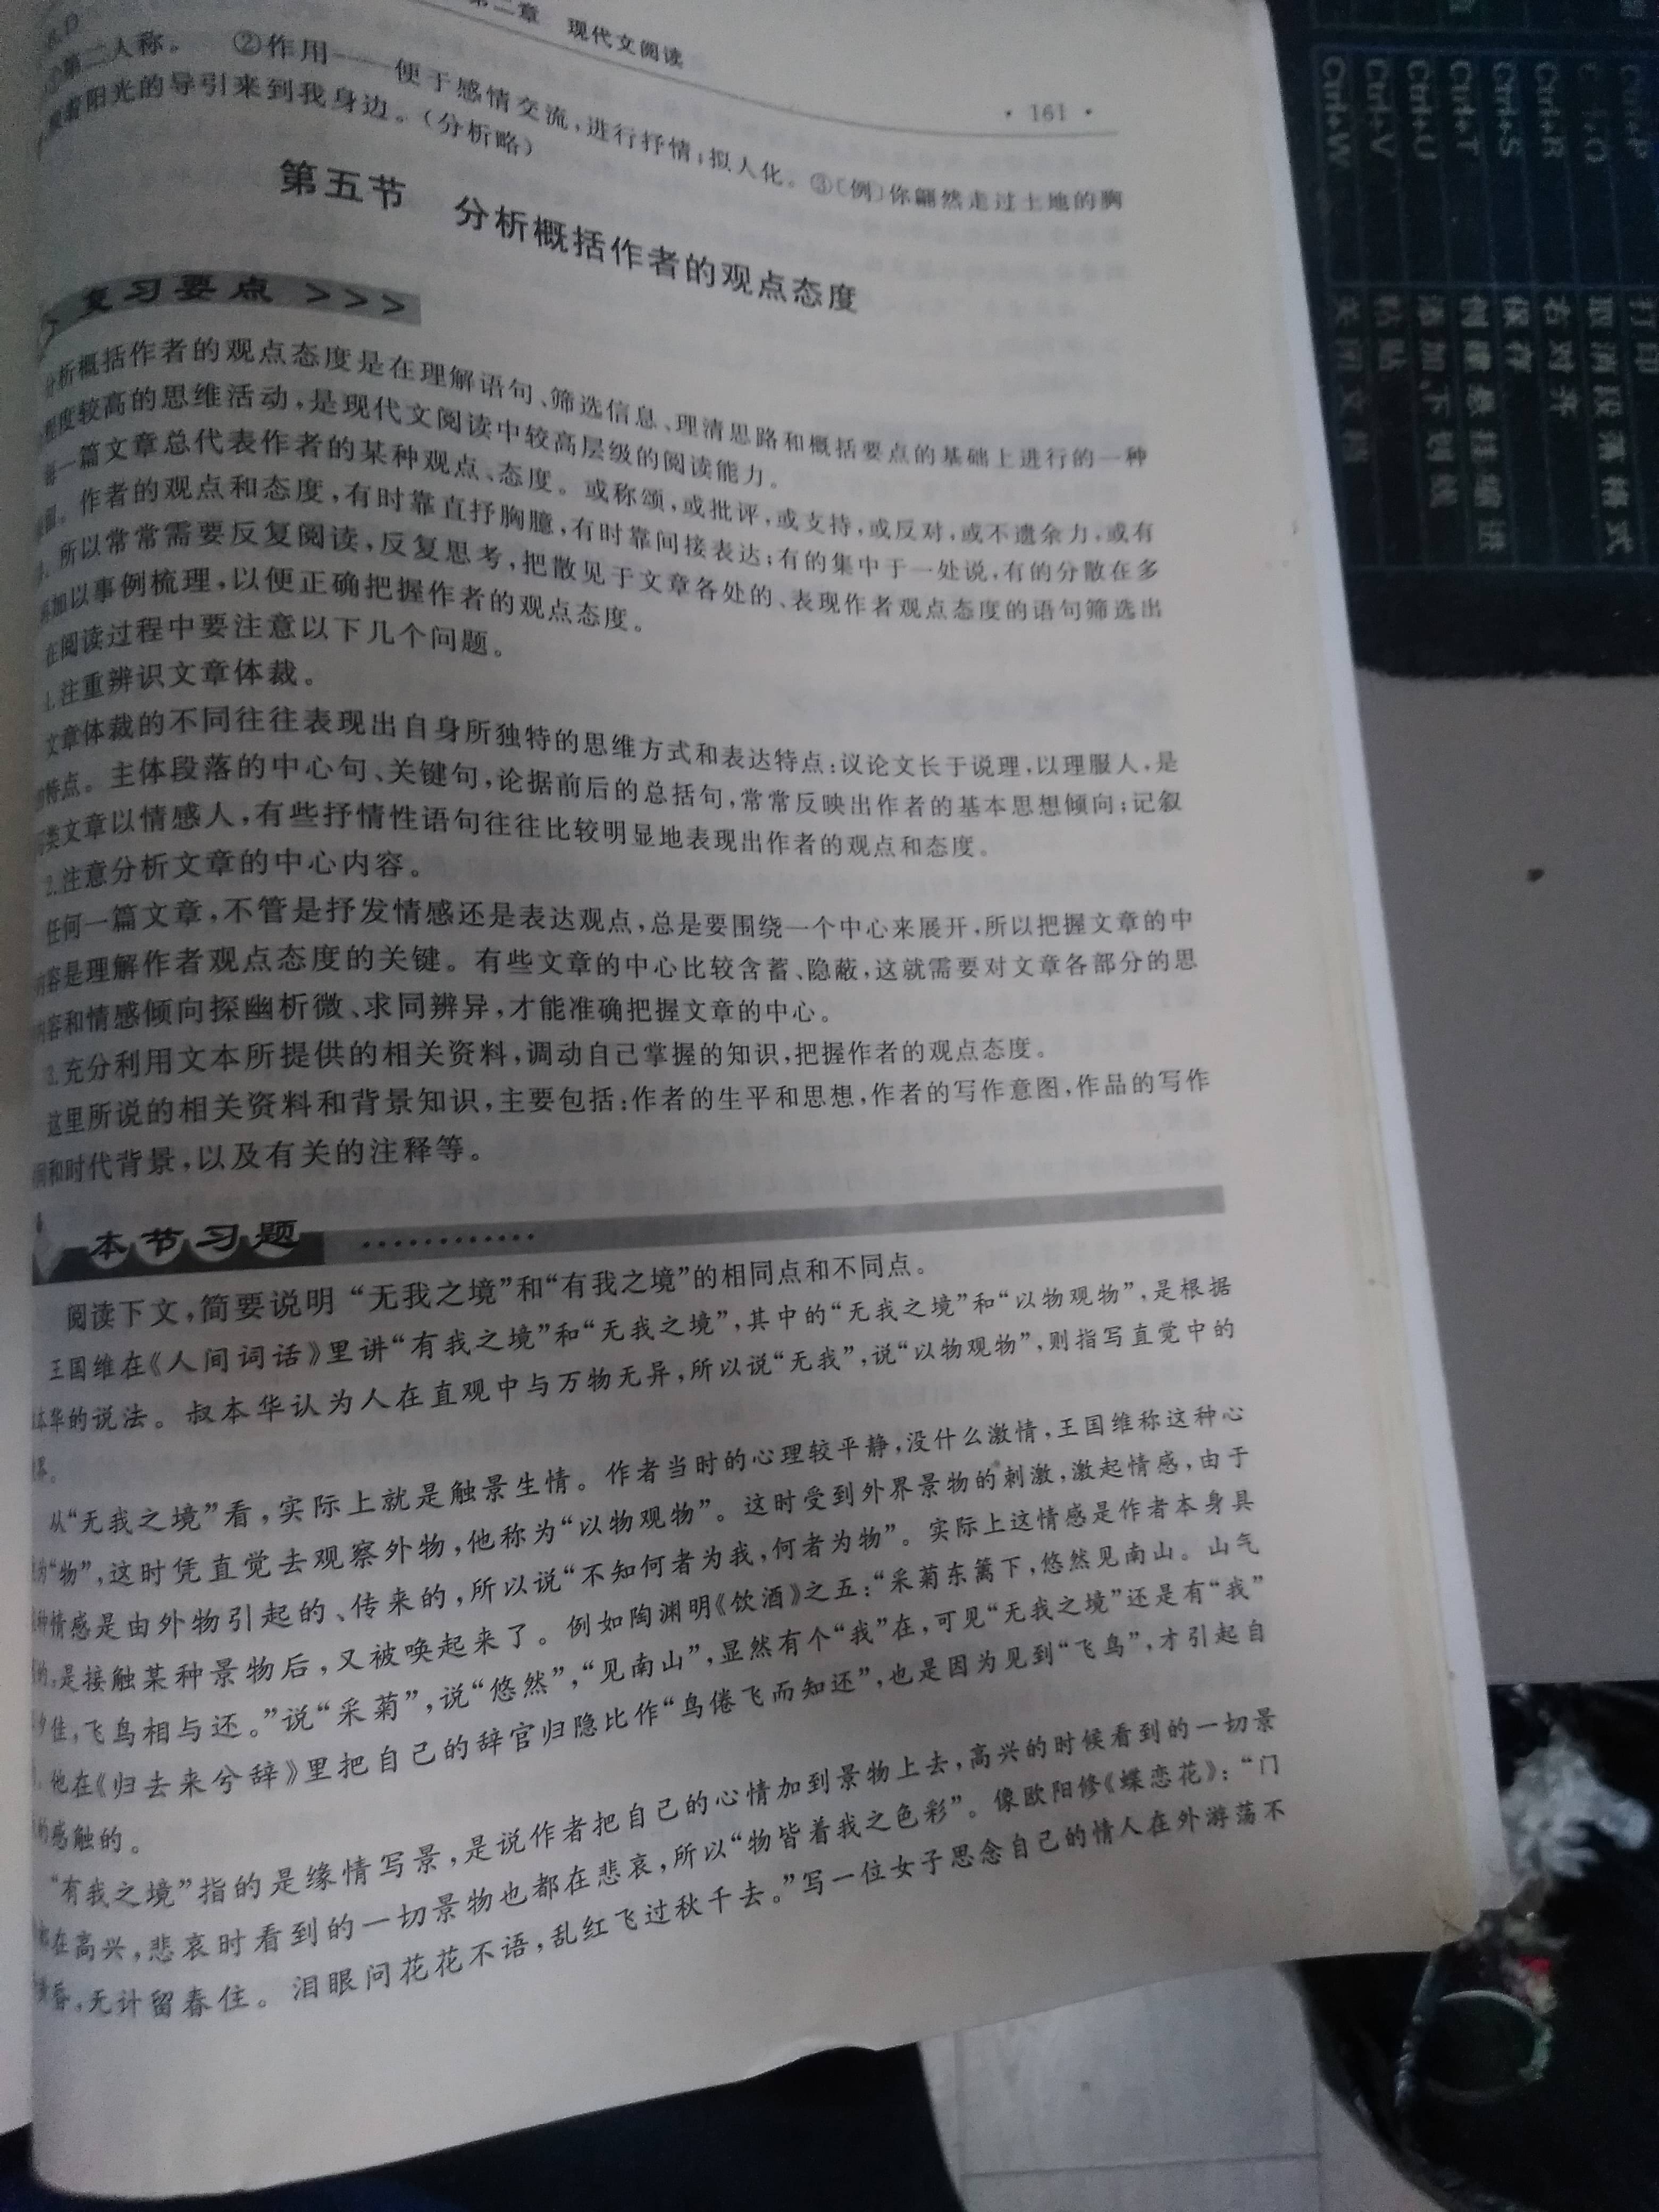 第二章 现代文阅读
· 161 ·
第二人称。 ②作用——便于感情交流,进行抒情;拟人化。③〔例〕你翩然走过土地的胸
着阳光的导引来到我身边。(分析略)
第五节 分析概括作者的观点态度
复习要点 >>>
分析概括作者的观点态度是在理解语句、筛选信息、理清思路和概括要点的基础上进行的一种
程度较高的思维活动,是现代文阅读中较高层级的阅读能力。
每一篇文章总代表作者的某种观点、态度。或称颂,或批评,或支持,或反对,或不遗余力,或有
作者的观点和态度,有时靠直抒胸臆,有时靠间接表达;有的集中于一处说,有的分散在多
所以常常需要反复阅读,反复思考,把散见于文章各处的、表现作者观点态度的语句筛选出
加以事例梳理,以便正确把握作者的观点态度。
在阅读过程中要注意以下几个问题。
1.注重辨识文章体裁。
文章体裁的不同往往表现出自身所独特的思维方式和表达特点:议论文长于说理,以理服人,是
特点。主体段落的中心句、关键句,论据前后的总括句,常常反映出作者的基本思想倾向;记叙
类文章以情感人,有些抒情性语句往往比较明显地表现出作者的观点和态度。
2.注意分析文章的中心内容。
任何一篇文章,不管是抒发情感还是表达观点,总是要围绕一个中心来展开,所以把握文章的中
内容是理解作者观点态度的关键。有些文章的中心比较含蓄、隐蔽,这就需要对文章各部分的思
内容和情感倾向探幽析微、求同辨异,才能准确把握文章的中心。
3.充分利用文本所提供的相关资料,调动自己掌握的知识,把握作者的观点态度。
这里所说的相关资料和背景知识,主要包括:作者的生平和思想,作者的写作意图,作品的写作
和时代背景,以及有关的注释等。
本节习题 ············
阅读下文,简要说明“无我之境”和“有我之境”的相同点和不同点。
王国维在《人间词话》里讲“有我之境”和“无我之境”,其中的“无我之境”和“以物观物”,是根据
本华的说法。叔本华认为人在直观中与万物无异,所以说“无我”,说“以物观物”,则指写直觉中的
从“无我之境”看,实际上就是触景生情。作者当时的心理较平静,没什么激情,王国维称这种心
为“物”,这时凭直觉去观察外物,他称为“以物观物”。这时受到外界景物的刺激,激起情感,由于
种情感是由外物引起的、传来的,所以说“不知何者为我,何者为物”。实际上这情感是作者本身具
的,是接触某种景物后,又被唤起来了。例如陶渊明《饮酒》之五:“采菊东篱下,悠然见南山。山气
夕佳,飞鸟相与还。”说“采菊”,说“悠然”,“见南山”,显然有个“我”在,可见“无我之境”还是有“我”
他在《归去来兮辞》里把自己的辞官归隐比作“鸟倦飞而知还”,也是因为见到“飞鸟”,才引起自
的感触的。
“有我之境”指的是缘情写景,是说作者把自己的心情加到景物上去,高兴的时候看到的一切景
都在高兴,悲哀时看到的一切景物也都在悲哀,所以“物皆着我之色彩”。像欧阳修《蝶恋花》:“门
黄昏,无计留春住。泪眼问花花不语,乱红飞过秋千去。”写一位女子思念自己的情人在外游荡不
Ctrl+P 打印
取消段落格式
Ctrl+R 右对齐
Ctrl+S 保存
Ctrl+T 创建悬挂缩进
Ctrl+U 添加下划线
Ctrl+V 粘贴
Ctrl+W 关闭文档